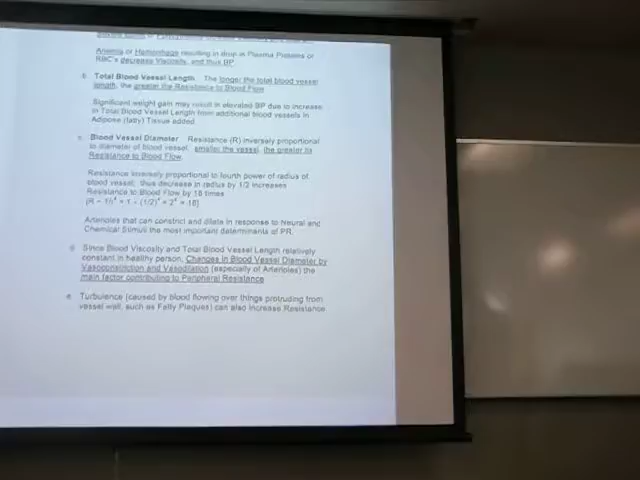 Anemia or Hemorrhage resulting in drop in Plasma Proteins or
RBC's decrease Viscosity, and thus BP
b. Total Blood Vessel Length The longer the total blood vessel
length, the greater the Resistance to Blood Flow
Significant weight gain may result in elevated BP due to increase
in Total Blood Vessel Length from additional blood vessels in
Adipose (fatty) Tissue added
c. Blood Vessel Diameter Resistance (R) inversely proportional
to diameter of blood vessel, smaller the vessel, the greater its
Resistance to Blood Flow.
Resistance inversely proportional to fourth power of radius of
blood vessel; thus decrease in radius by 1/2 increases
Resistance to Blood Flow by 16 times
Arterioles that can constrict and dilate in response to Neural and
Chemical Stimuli the most important determinants of PR.
d. Since Blood Viscosity and Total Blood Vessel Length relatively
constant in healthy person, Changes in Blood Vessel Diameter by
Vasoconstriction and Vasodilation (especially of Arterioles) the
main factor contributing to Peripheral Resistance
e. Turbulence (caused by blood flowing over things protruding from
vessel wall, such as Fatty Plaques) can also increase Resistance